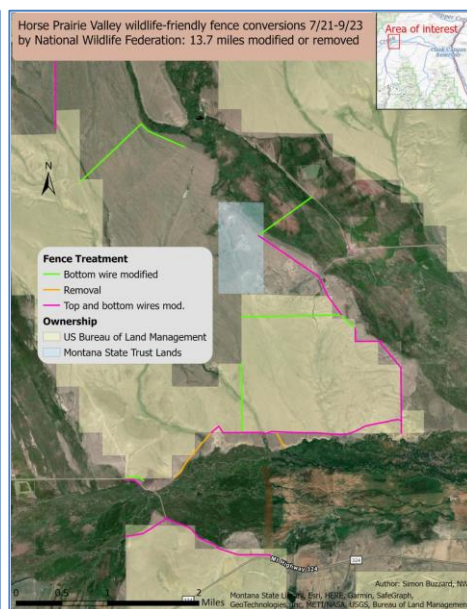 Horse Prairie Valley wildlife-friendly fence conversions 7/21-9/23
by National Wildlife Federation: 13.7 miles modified or removed
Area of interest
N
Fence Treatment
Bottom wire modified
Removal
Top and bottom wires mod.
Ownership
US Bureau of Land Management
Montana State Trust Lands
324
MT Highway 324
0 0.5 1 2
Miles
Author: Simon Buzzard, NWF
Montana State Library, Esri, HERE, Garmin, SafeGraph,
GeoTechnologies, Inc, METI/NASA, USGS, Bureau of Land Management